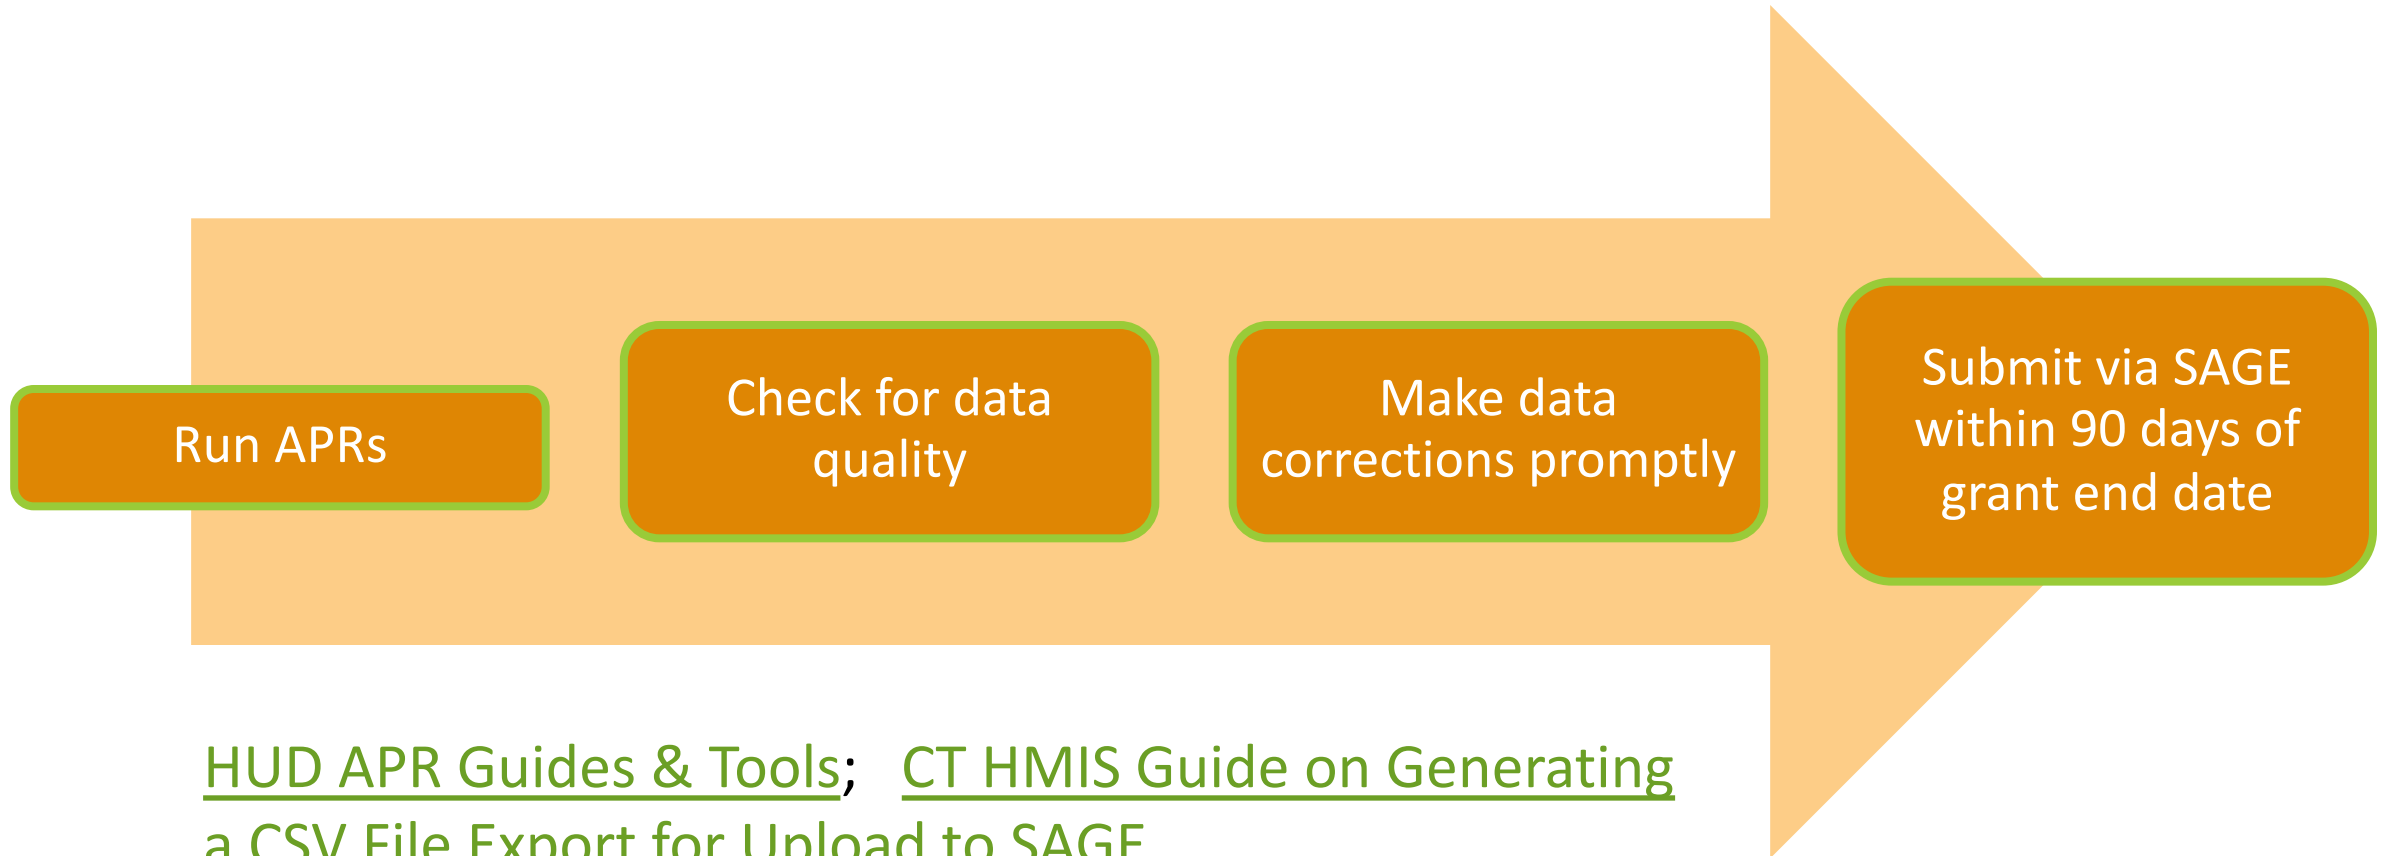 Run APRs
Check for data
quality
Make data
corrections promptly
Submit via SAGE
within 90 days of
grant end date
HUD APR Guides & Tools; CT HMIS Guide on Generating
a CSV File Export for Upload to SAGE